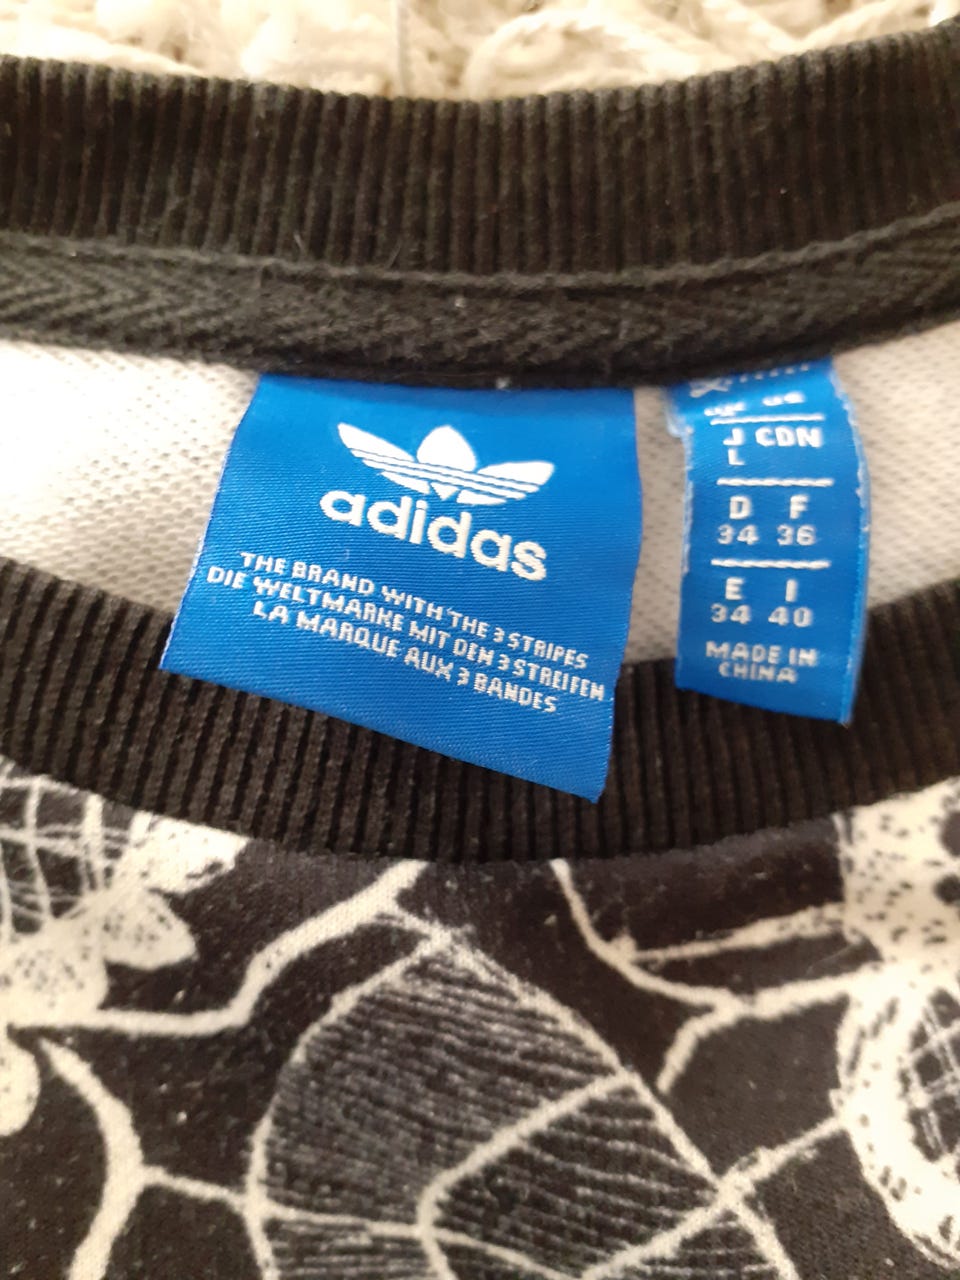 adidas
THE BRAND WITH THE 3 STRIPES
DIE WELTMARKE MIT DEN 3 STREIFEN
LA MARQUE AUX 3 BANDES
J CDN
L
D F
34 36
E I
34 40
MADE IN
CHINA